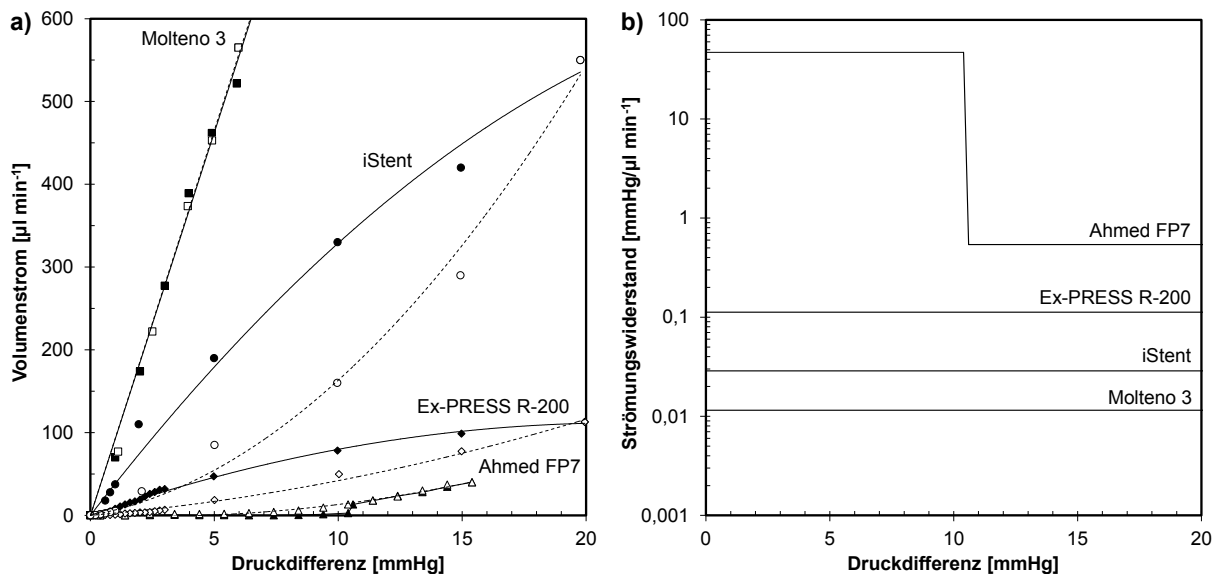 a)
Volumenstrom [µl min⁻¹]
600
500
400
300
200
100
0
Molteno 3
iStent
Ex-PRESS R-200
Ahmed FP7
0 5 10 15 20
Druckdifferenz [mmHg]
b)
Strömungswiderstand [mmHg/µl min⁻¹]
100
10
1
0,1
0,01
0,001
Ahmed FP7
Ex-PRESS R-200
iStent
Molteno 3
0 5 10 15 20
Druckdifferenz [mmHg]